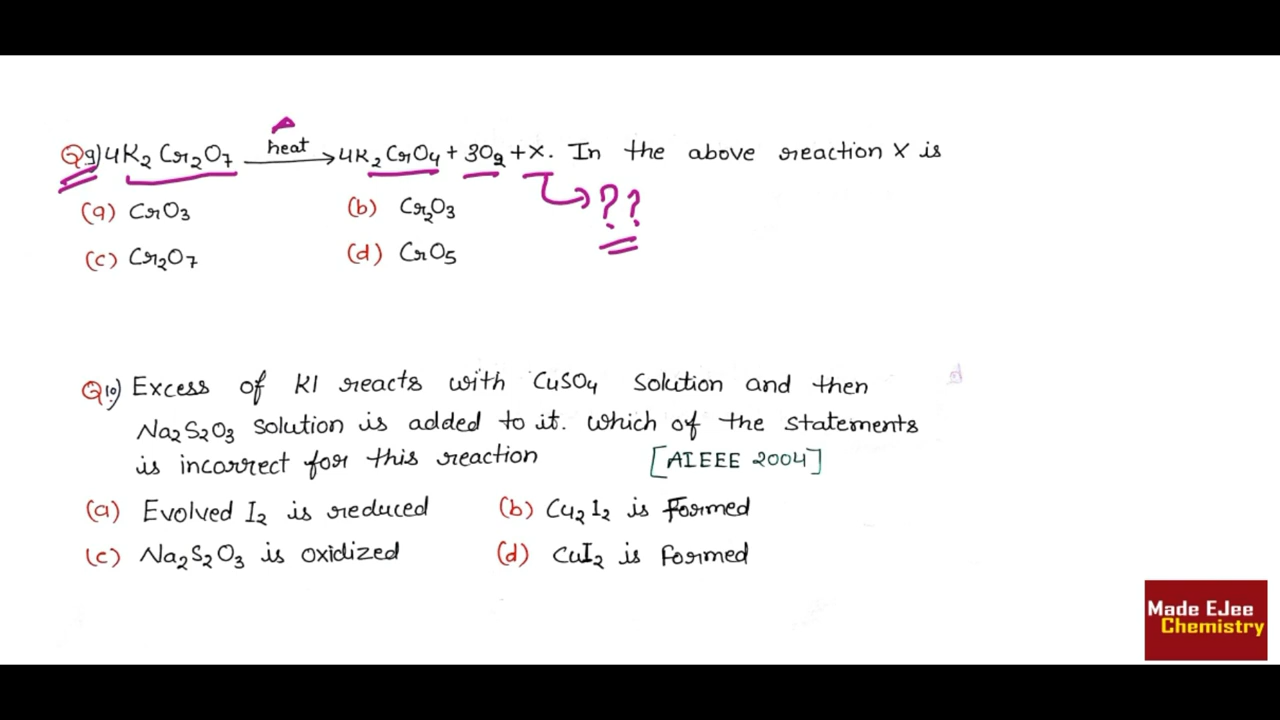 Q9) 4K₂Cr₂O₇ heat → 4K₂CrO₄ + 3O₂ + X. In the above reaction X is
??
(a) CrO₃ (b) Cr₂O₃
(c) Cr₂O₇ (d) CrO₅
Q10) Excess of KI reacts with CuSO₄ solution and then
Na₂S₂O₃ solution is added to it. which of the statements
is incorrect for this reaction [AIEEE 2004]
(a) Evolved I₂ is reduced (b) Cu₂I₂ is Formed
(c) Na₂S₂O₃ is oxidized (d) CuI₂ is Formed
Made EJee
Chemistry